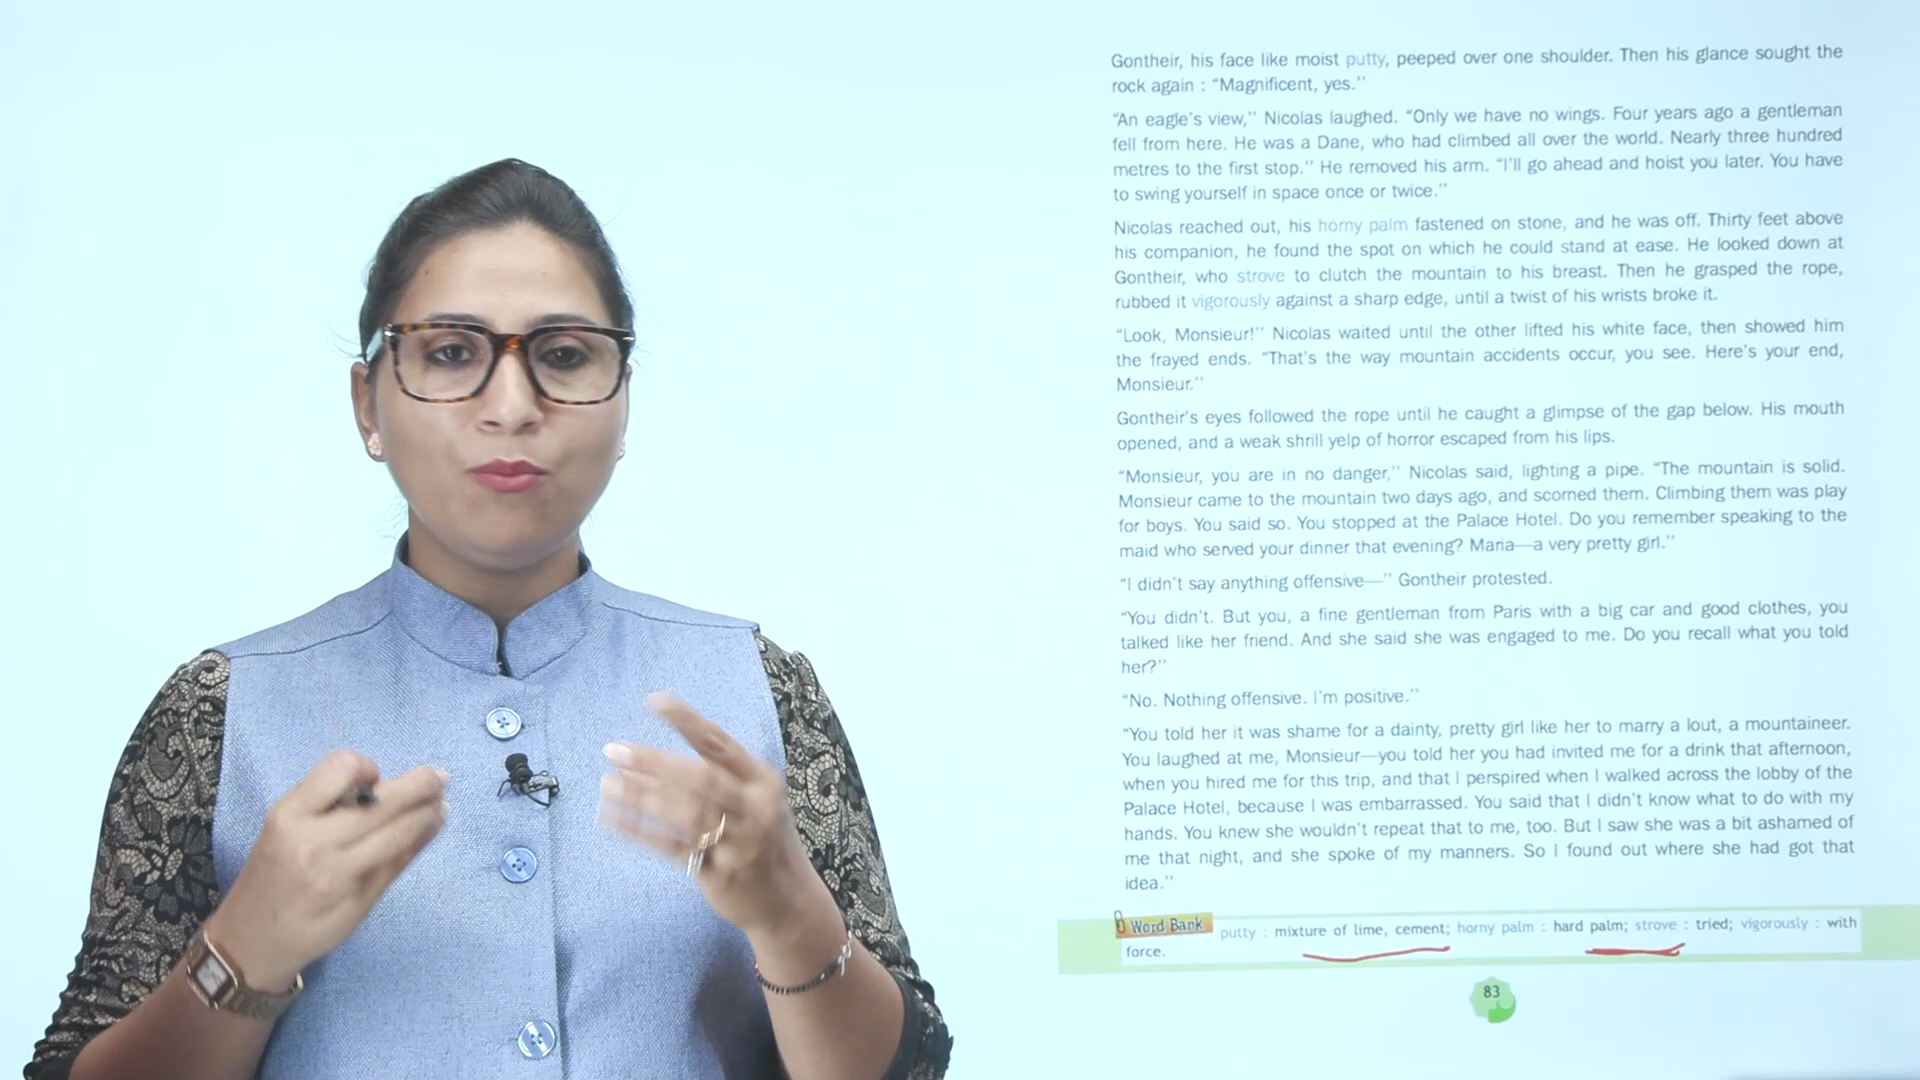 Gontheir, his face like moist putty, peeped over one shoulder. Then his glance sought the
rock again : “Magnificent, yes.’’
“An eagle’s view,’’ Nicolas laughed. “Only we have no wings. Four years ago a gentleman
fell from here. He was a Dane, who had climbed all over the world. Nearly three hundred
metres to the first stop.’’ He removed his arm. “I’ll go ahead and hoist you later. You have
to swing yourself in space once or twice.’’
Nicolas reached out, his horny palm fastened on stone, and he was off. Thirty feet above
his companion, he found the spot on which he could stand at ease. He looked down at
Gontheir, who strove to clutch the mountain to his breast. Then he grasped the rope,
rubbed it vigorously against a sharp edge, until a twist of his wrists broke it.
“Look, Monsieur!’’ Nicolas waited until the other lifted his white face, then showed him
the frayed ends. “That’s the way mountain accidents occur, you see. Here’s your end,
Monsieur.’’
Gontheir’s eyes followed the rope until he caught a glimpse of the gap below. His mouth
opened, and a weak shrill yelp of horror escaped from his lips.
“Monsieur, you are in no danger,’’ Nicolas said, lighting a pipe. “The mountain is solid.
Monsieur came to the mountain two days ago, and scorned them. Climbing them was play
for boys. You said so. You stopped at the Palace Hotel. Do you remember speaking to the
maid who served your dinner that evening? Maria—a very pretty girl.’’
“I didn’t say anything offensive—’’ Gontheir protested.
“You didn’t. But you, a fine gentleman from Paris with a big car and good clothes, you
talked like her friend. And she said she was engaged to me. Do you recall what you told
her?’’
“No. Nothing offensive. I’m positive.’’
“You told her it was shame for a dainty, pretty girl like her to marry a lout, a mountaineer.
You laughed at me, Monsieur—you told her you had invited me for a drink that afternoon,
when you hired me for this trip, and that I perspired when I walked across the lobby of the
Palace Hotel, because I was embarrassed. You said that I didn’t know what to do with my
hands. You knew she wouldn’t repeat that to me, too. But I saw she was a bit ashamed of
me that night, and she spoke of my manners. So I found out where she had got that
idea.’’
Word Bank putty : mixture of lime, cement; horny palm : hard palm; strove : tried; vigorously : with
force.
83